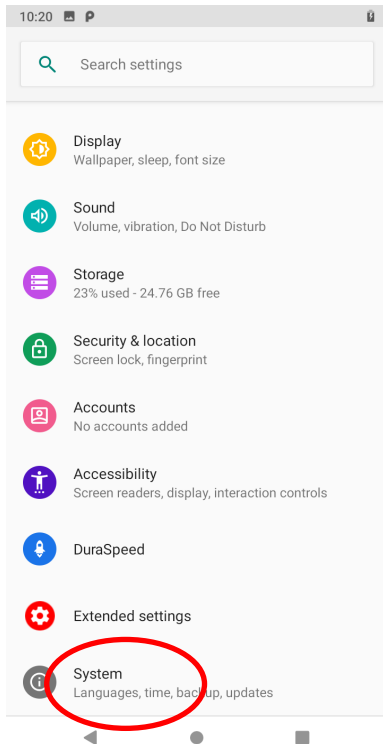 10:20
Search settings
Display
Wallpaper, sleep, font size
Sound
Volume, vibration, Do Not Disturb
Storage
23% used - 24.76 GB free
Security & location
Screen lock, fingerprint
Accounts
No accounts added
Accessibility
Screen readers, display, interaction controls
DuraSpeed
Extended settings
System
Languages, time, backup, updates